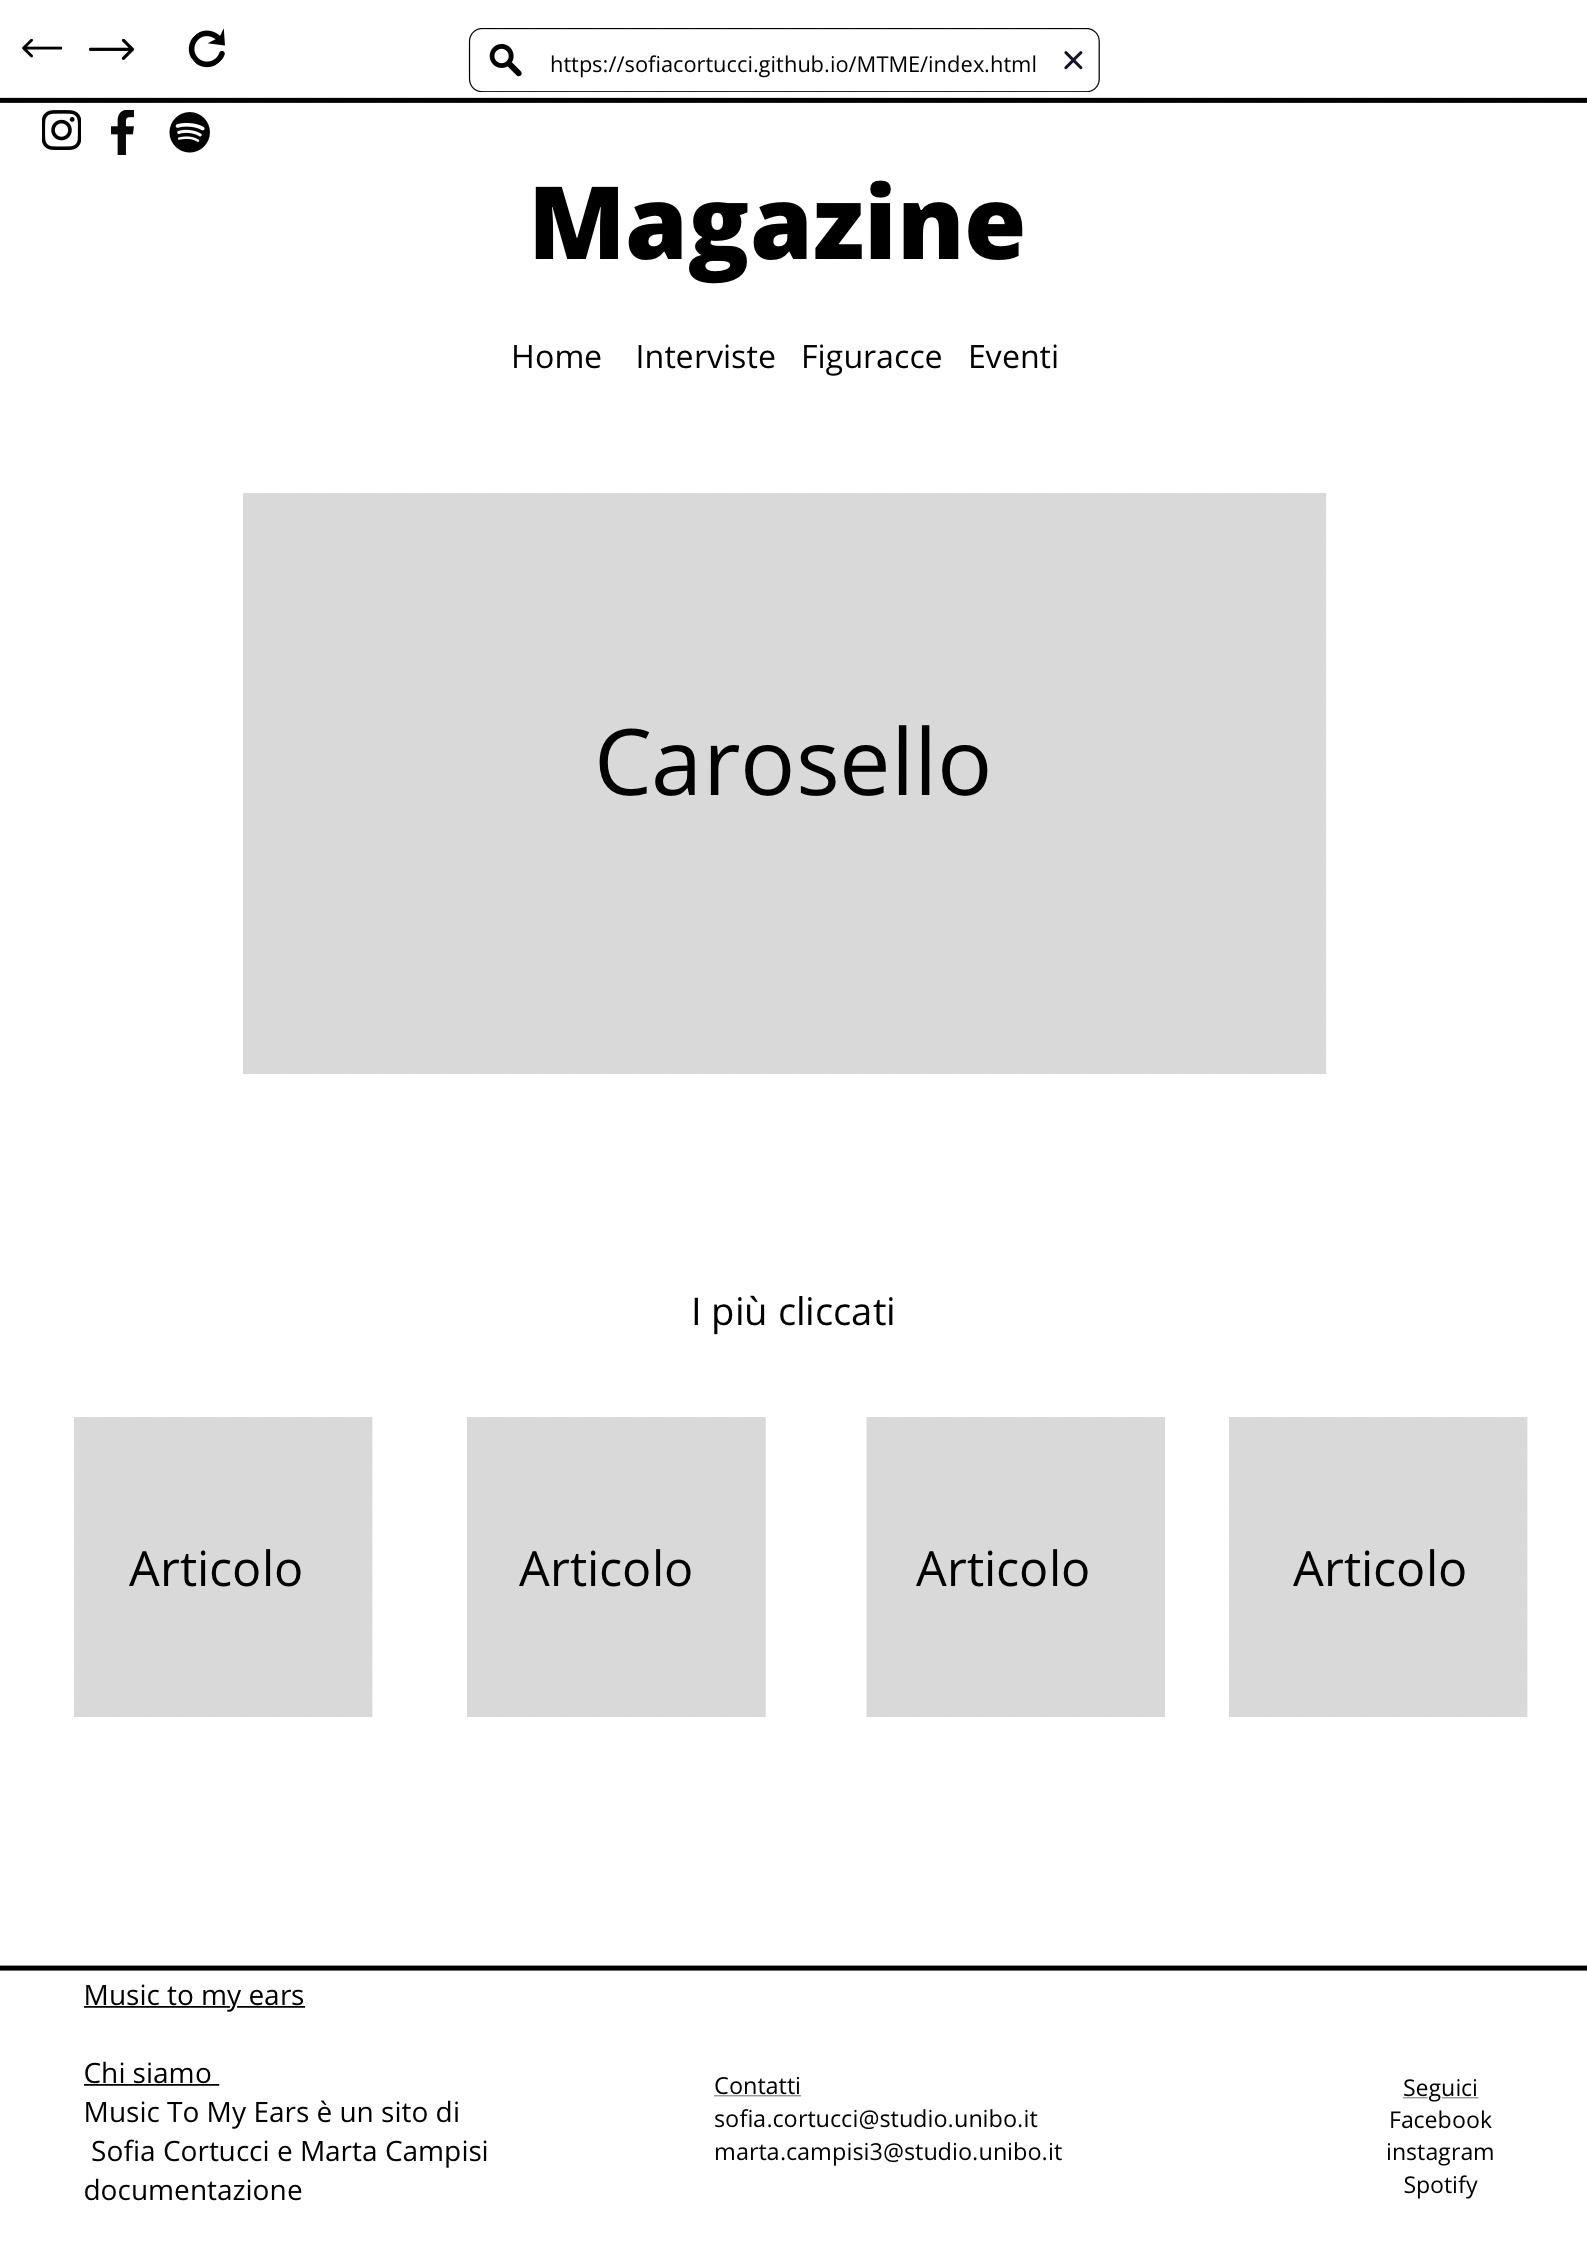 https://sofiacortucci.github.io/MTME/index.html
Magazine
Home Interviste Figuracce Eventi
Carosello
I più cliccati
Articolo Articolo Articolo Articolo
Music to my ears
Chi siamo
Music To My Ears è un sito di
Sofia Cortucci e Marta Campisi
documentazione
Contatti
sofia.cortucci@studio.unibo.it
marta.campisi3@studio.unibo.it
Seguici
Facebook
instagram
Spotify